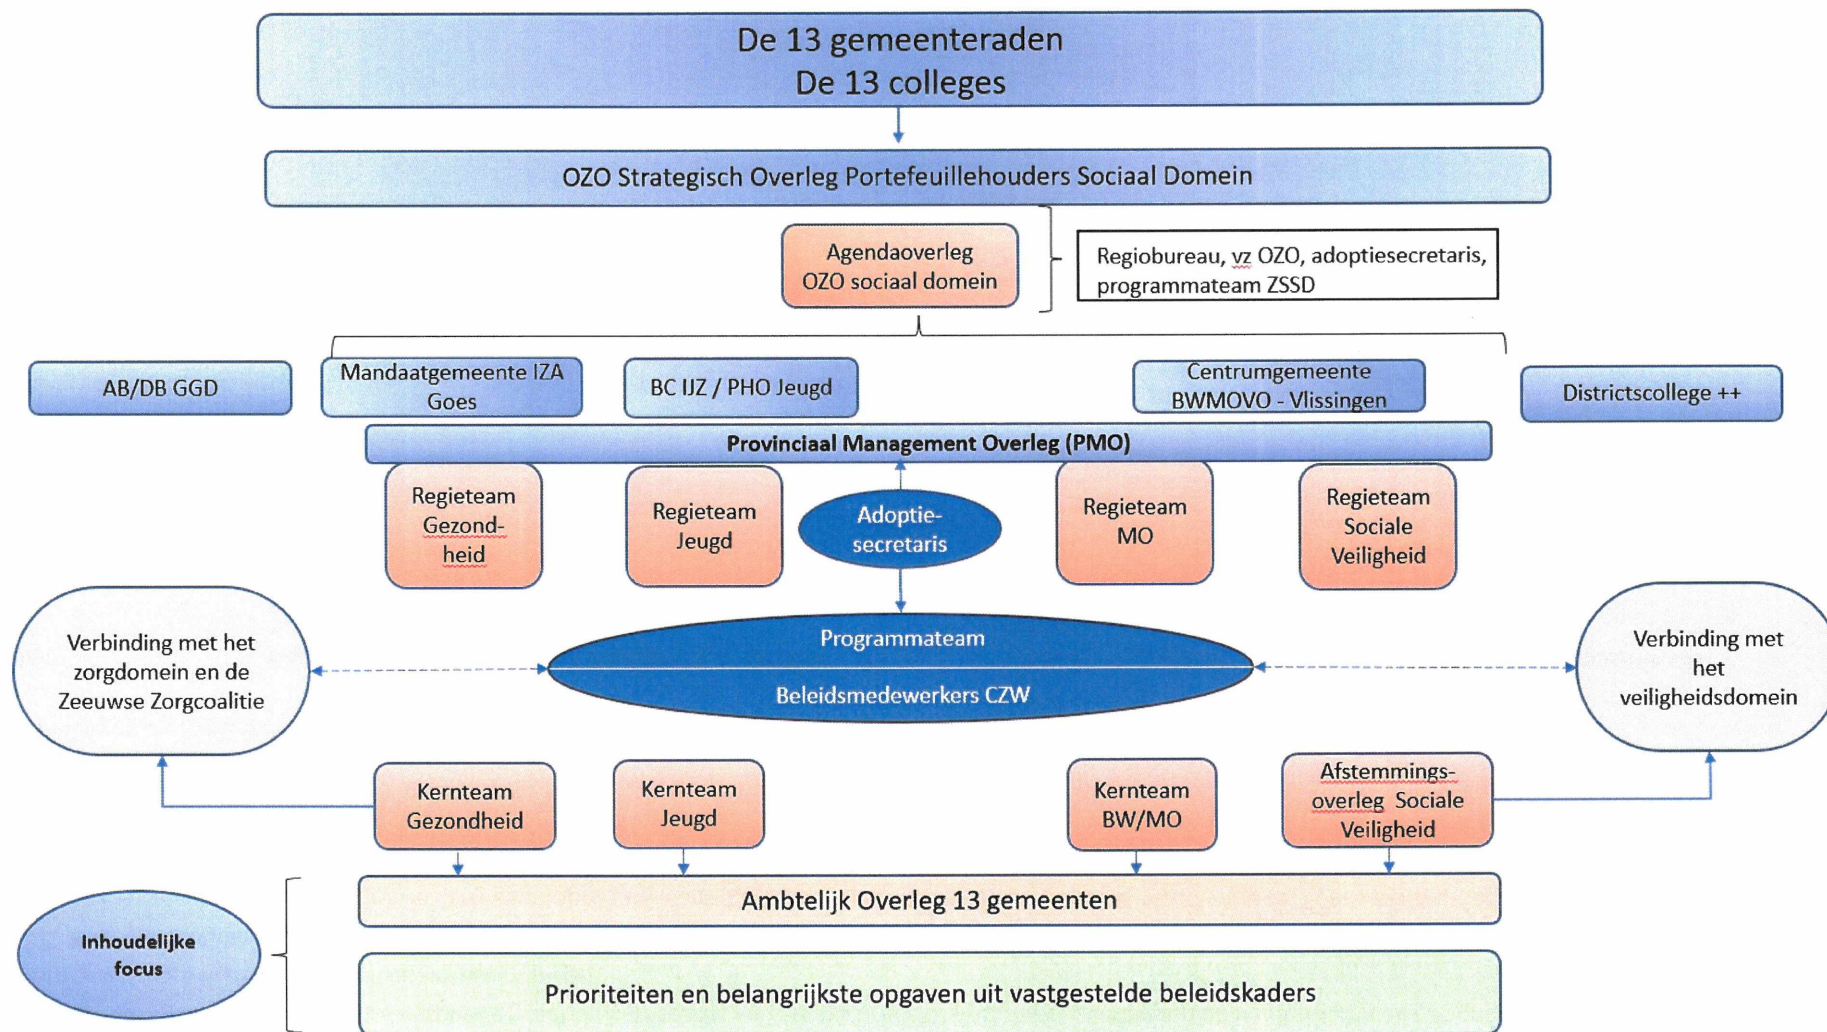 De 13 gemeenteraden
De 13 colleges
OZO Strategisch Overleg Portefeuillehouders Sociaal Domein
Agendaoverleg
OZO sociaal domein
Regiobureau, vz OZO, adoptiesecretaris,
programmateam ZSSD
AB/DB GGD
Mandaatgemeente IZA
Goes
BC IJZ / PHO Jeugd
Centrumgemeente
BWMOVO - Vlissingen
Districtscollege ++
Provinciaal Management Overleg (PMO)
Regieteam
Gezond-
heid
Regieteam
Jeugd
Adoptie-
secretaris
Regieteam
MO
Regieteam
Sociale
Veiligheid
Verbinding met het
zorgdomein en de
Zeeuwse Zorgcoalitie
Programmateam
Beleidsmedewerkers CZW
Verbinding met
het
veiligheidsdomein
Kernteam
Gezondheid
Kernteam
Jeugd
Kernteam
BW/MO
Afstemmings-
overleg Sociale
Veiligheid
Inhoudelijke
focus
Ambtelijk Overleg 13 gemeenten
Prioriteiten en belangrijkste opgaven uit vastgestelde beleidskaders